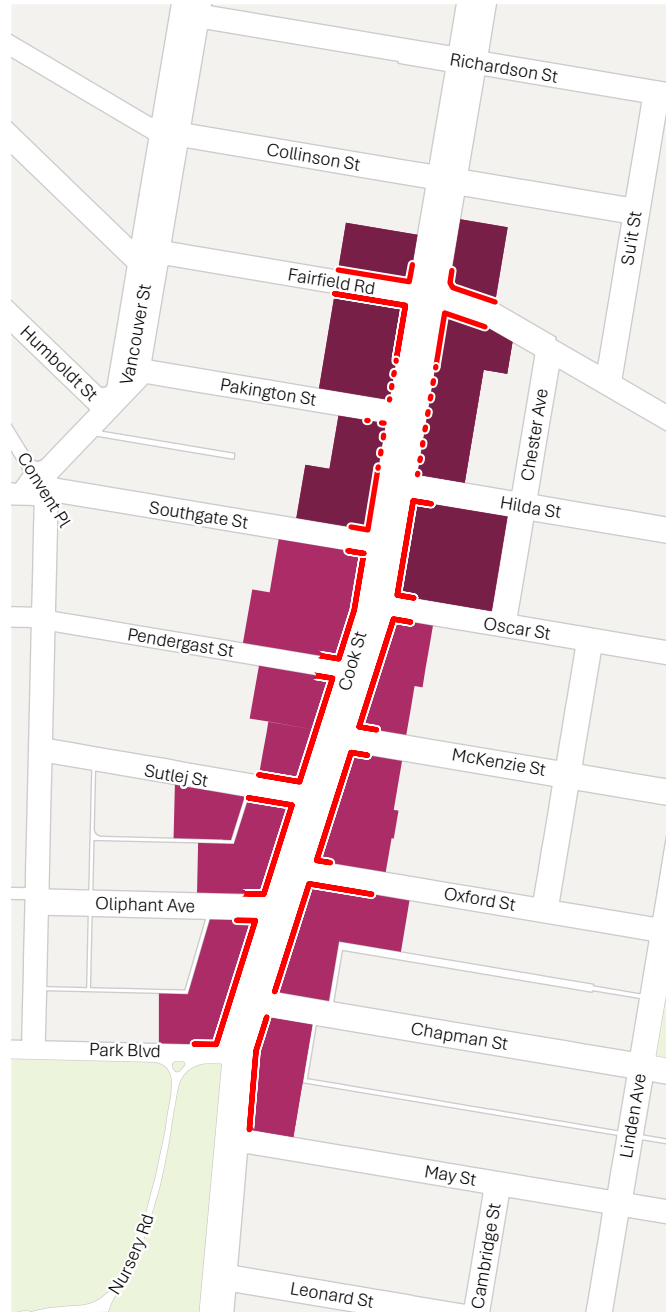 Richardson St
Collinson St
Su'it St
Fairfield Rd
Vancouver St
Humboldt St
Pakington St
Chester Ave
Convent Pl
Southgate St
Hilda St
Oscar St
Pendergast St
Cook St
McKenzie St
Sutlej St
Oxford St
Oliphant Ave
Chapman St
Park Blvd
Linden Ave
May St
Nursery Rd
Cambridge St
Leonard St